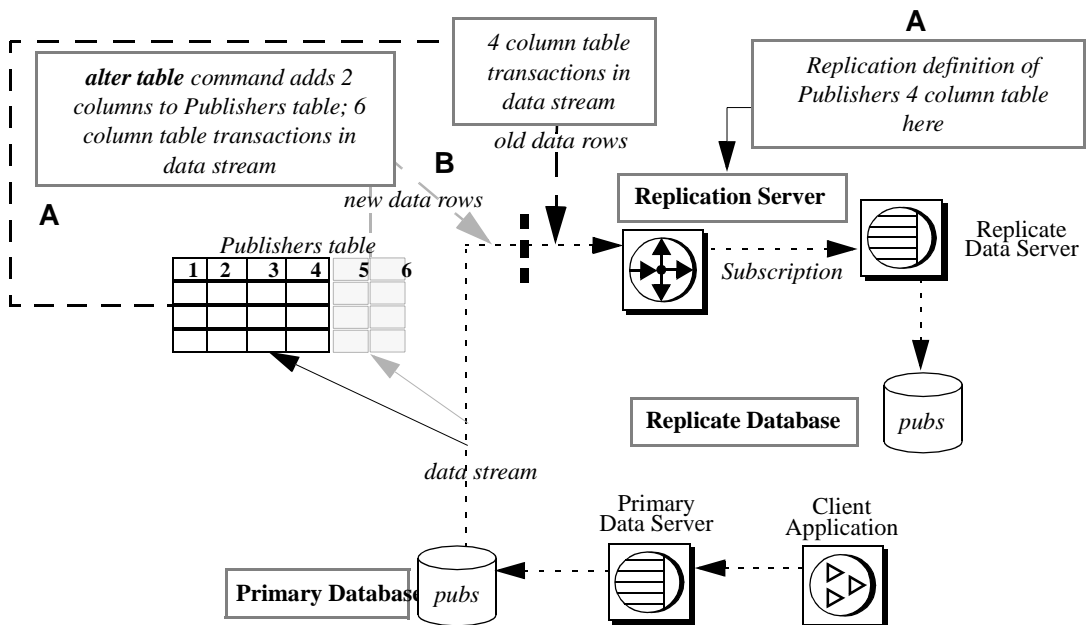 A
4 column table
transactions in
data stream
alter table command adds 2
columns to Publishers table; 6
column table transactions in
data stream
Replication definition of
Publishers 4 column table
here
old data rows
B
A
new data rows
Replication Server
Replicate
Data Server
Publishers table
1 2 3 4 5 6
Subscription
Replicate Database
pubs
data stream
Primary
Data Server
Client
Application
Primary Database
pubs